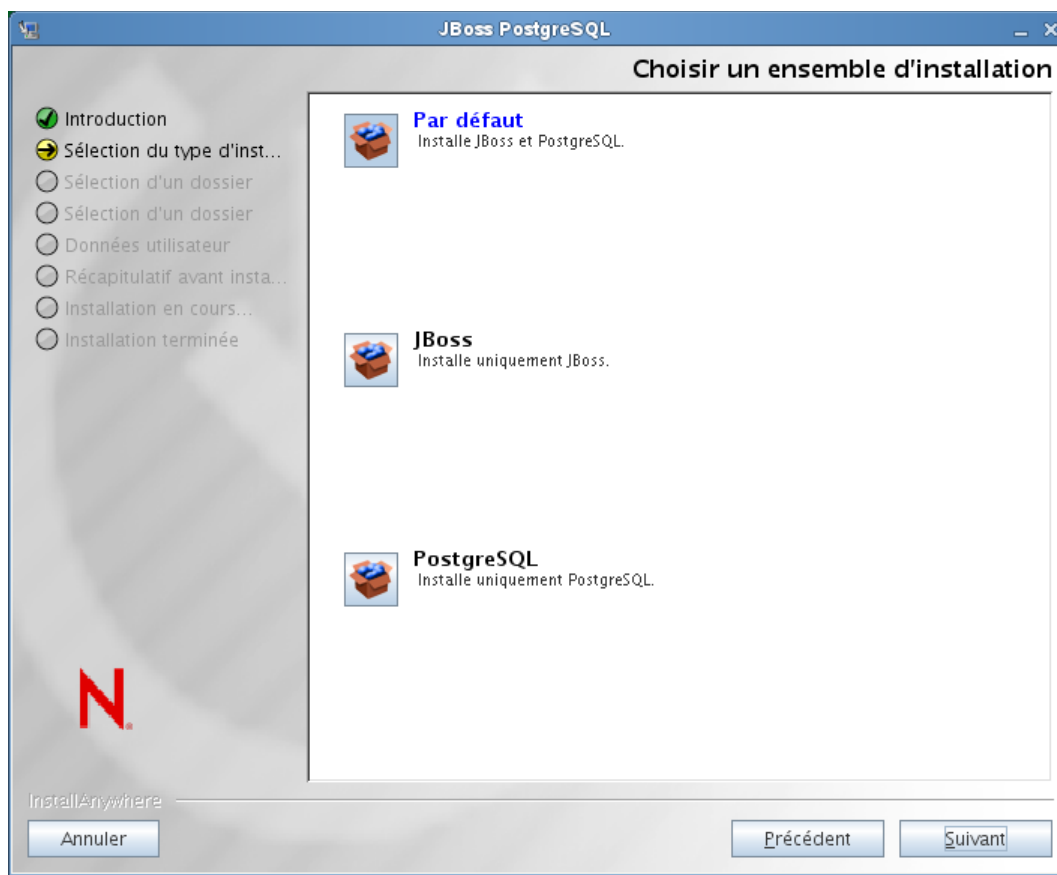 JBoss PostgreSQL
Choisir un ensemble d'installation
Introduction
Sélection du type d'inst...
Sélection d'un dossier
Sélection d'un dossier
Données utilisateur
Récapitulatif avant insta...
Installation en cours...
Installation terminée
Par défaut
Installe JBoss et PostgreSQL.
JBoss
Installe uniquement JBoss.
PostgreSQL
Installe uniquement PostgreSQL.
N®
InstallAnywhere
Annuler
Précédent
Suivant